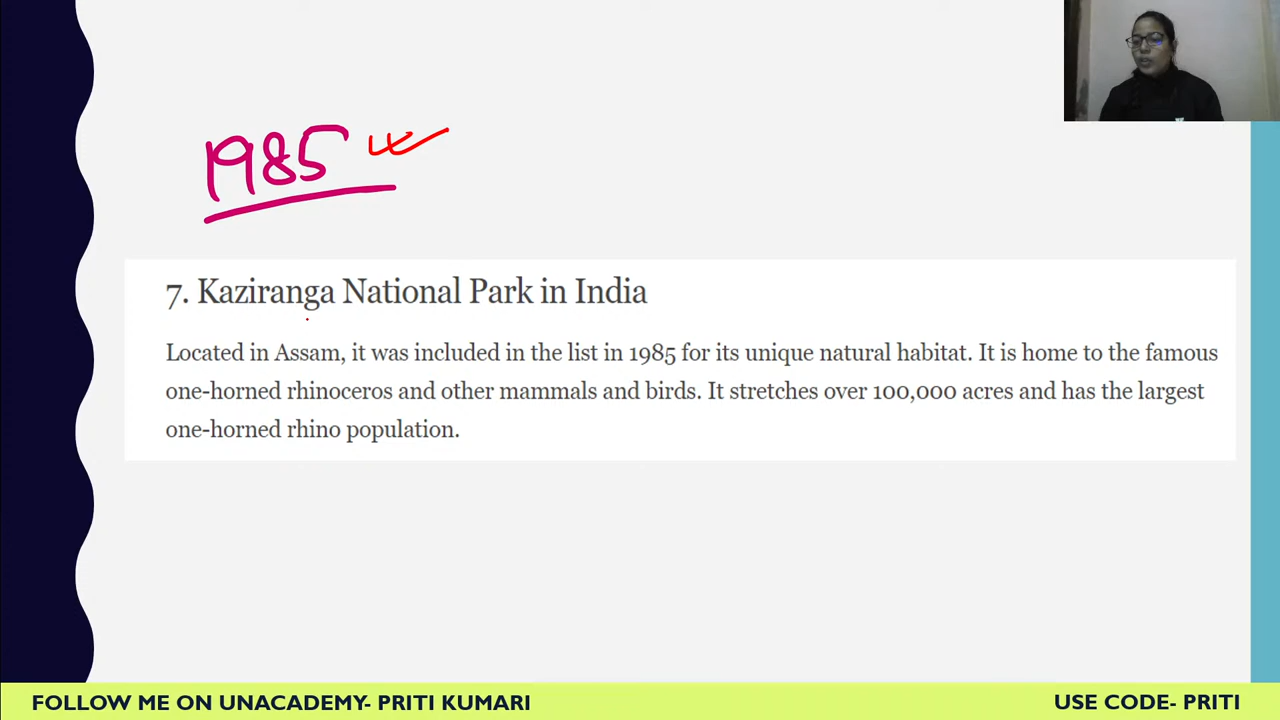 1985
7. Kaziranga National Park in India
Located in Assam, it was included in the list in 1985 for its unique natural habitat. It is home to the famous
one-horned rhinoceros and other mammals and birds. It stretches over 100,000 acres and has the largest
one-horned rhino population.
FOLLOW ME ON UNACADEMY- PRITI KUMARI
USE CODE- PRITI